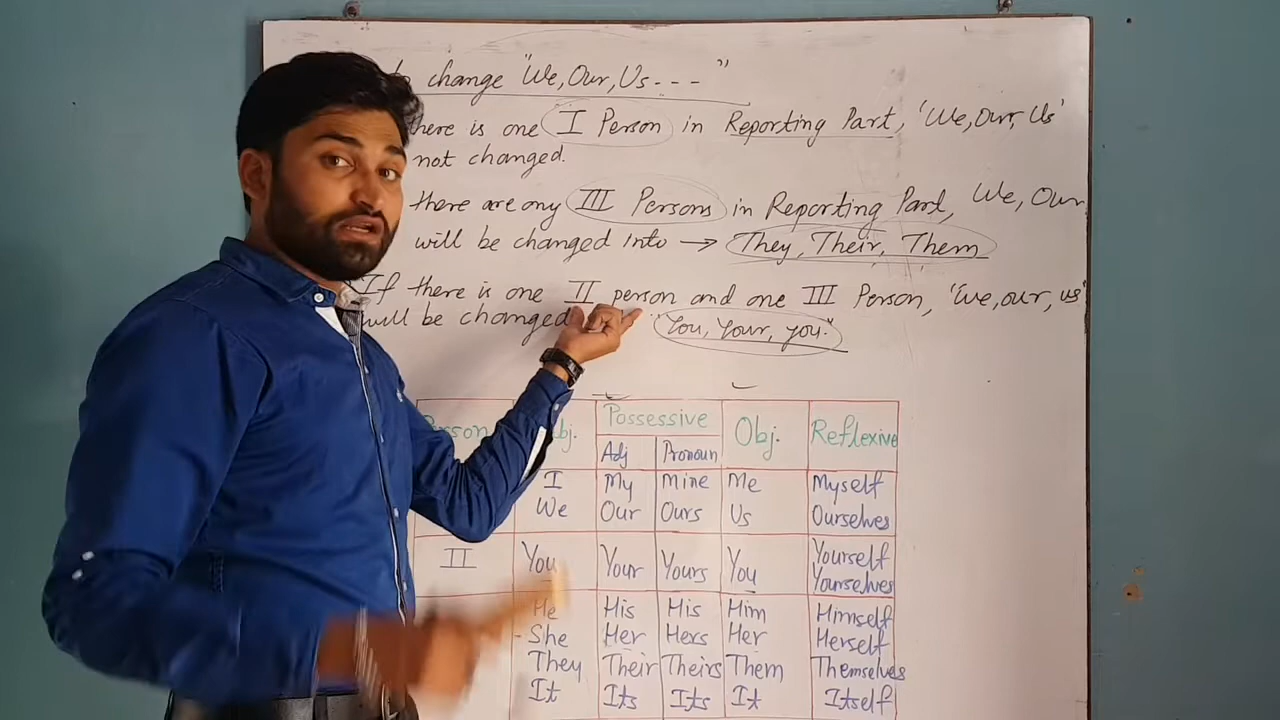 change "We, Our, Us - - - "
there is one I Person in Reporting Part, 'We, Our, Us'
not changed.
there are any III Persons in Reporting Part, We, Our
will be changed into → They, Their, Them
If there is one II person and one III Person, "We, our, us"
will be changed "You, Your, you."
Person Obj. Possessive Obj. Reflexive
Adj Pronoun
I My mine Me Myself
We Our Ours Us Ourselves
II You Your Yours You Yourself
Yourselves
He His His Him Himself
She Her Hers Her Herself
They Their Theirs Them Themselves
It Its Its It Itself